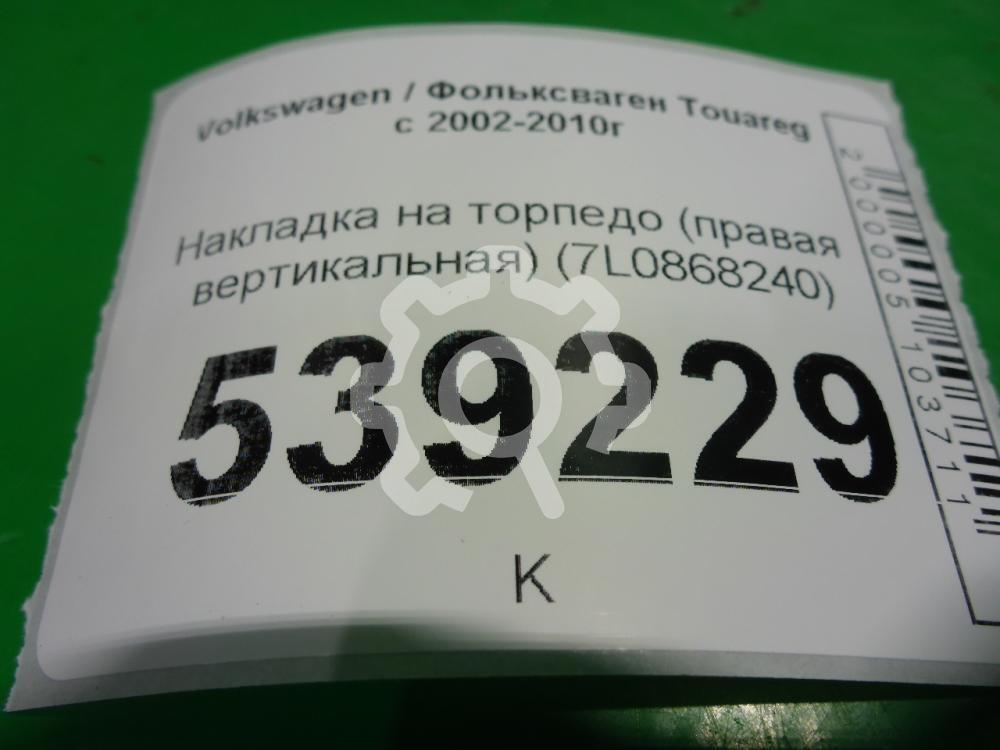 Volkswagen / Фольксваген Touareg
с 2002-2010г
Накладка на торпедо (правая
вертикальная) (7L0868240)
539229
К
2000005103711